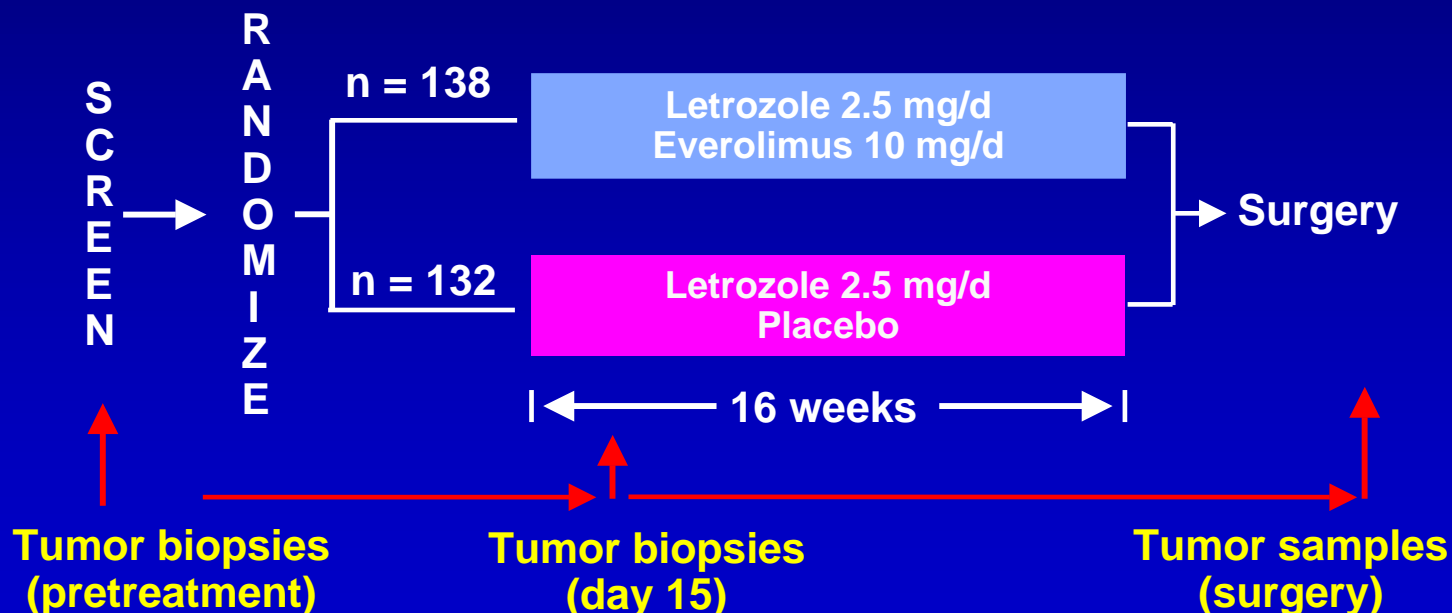 SCREEN
RANDOMIZE
n = 138
Letrozole 2.5 mg/d
Everolimus 10 mg/d
n = 132
Letrozole 2.5 mg/d
Placebo
Surgery
16 weeks
Tumor biopsies
(pretreatment)
Tumor biopsies
(day 15)
Tumor samples
(surgery)